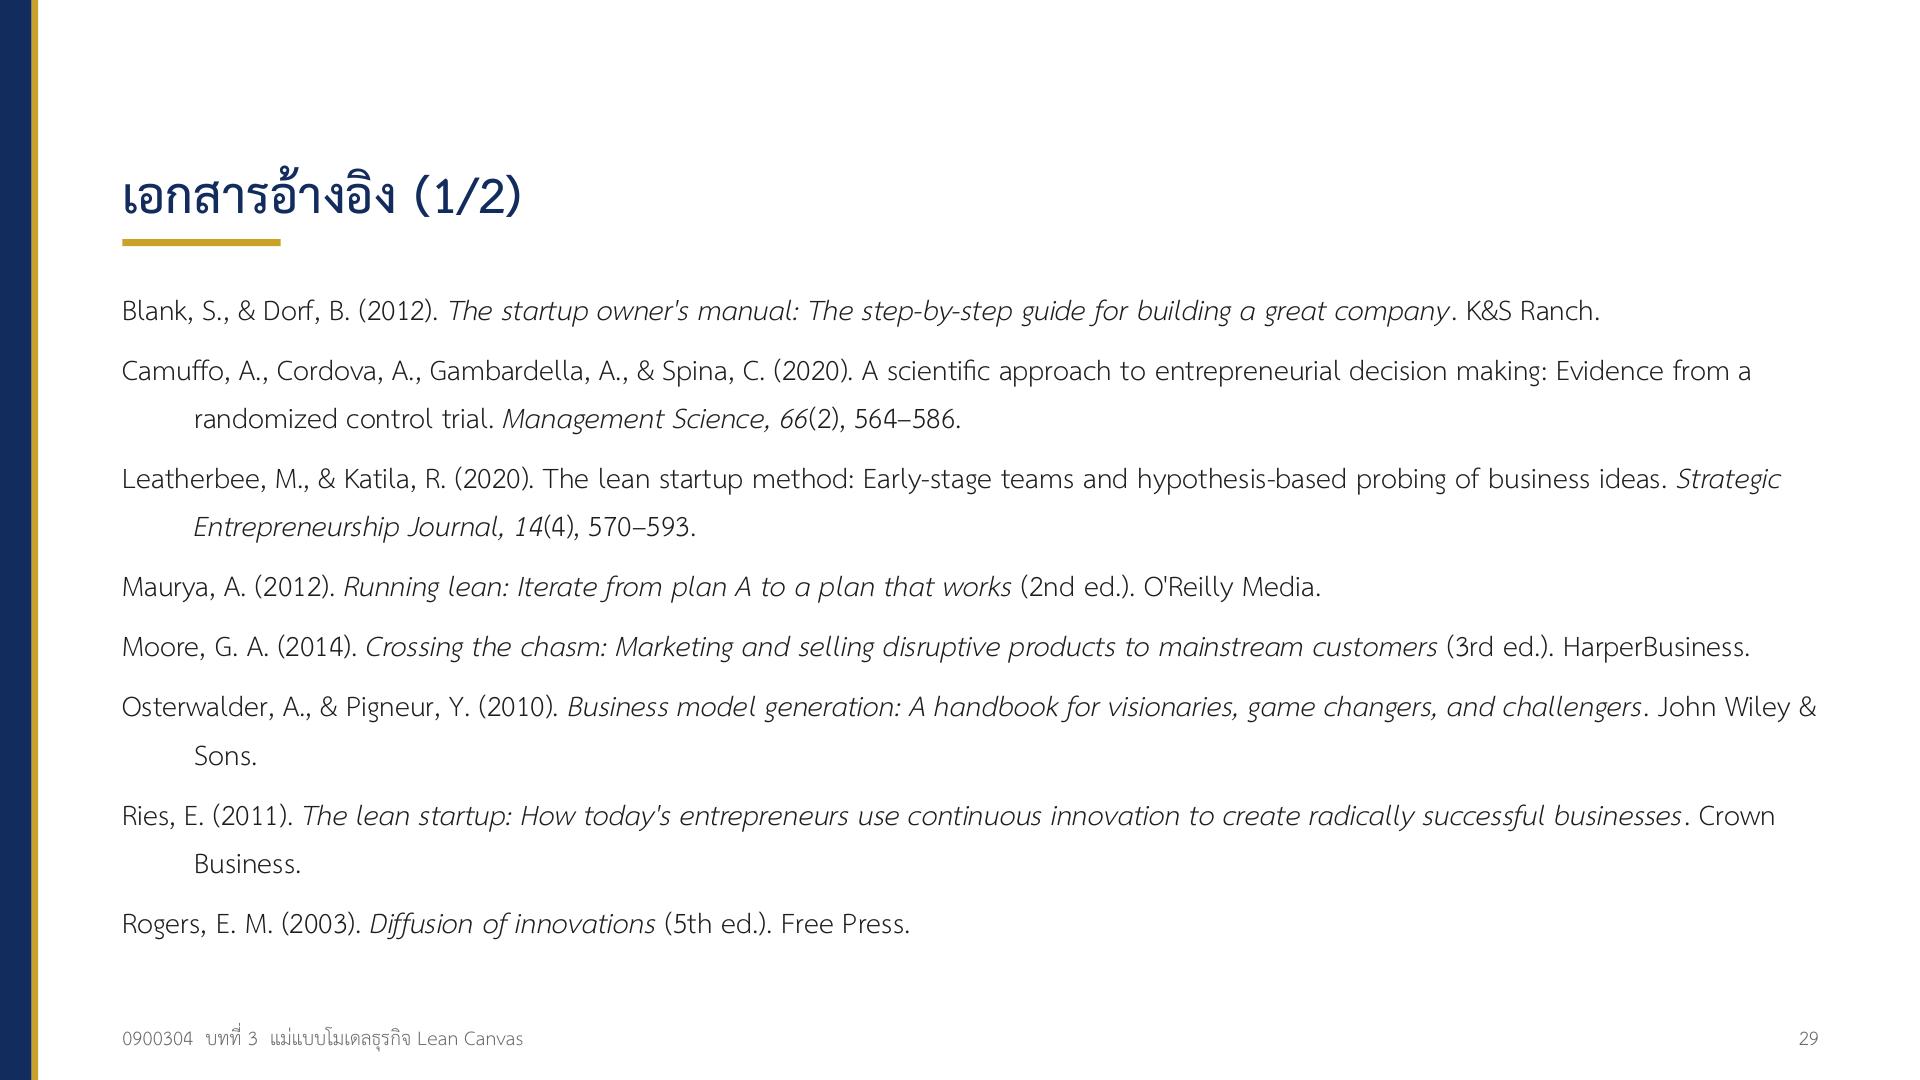 เอกสารอ้างอิง (1/2)
Blank, S., & Dorf, B. (2012). The startup owner's manual: The step-by-step guide for building a great company. K&S Ranch.
Camuffo, A., Cordova, A., Gambardella, A., & Spina, C. (2020). A scientific approach to entrepreneurial decision making: Evidence from a
randomized control trial. Management Science, 66(2), 564–586.
Leatherbee, M., & Katila, R. (2020). The lean startup method: Early-stage teams and hypothesis-based probing of business ideas. Strategic
Entrepreneurship Journal, 14(4), 570–593.
Maurya, A. (2012). Running lean: Iterate from plan A to a plan that works (2nd ed.). O'Reilly Media.
Moore, G. A. (2014). Crossing the chasm: Marketing and selling disruptive products to mainstream customers (3rd ed.). HarperBusiness.
Osterwalder, A., & Pigneur, Y. (2010). Business model generation: A handbook for visionaries, game changers, and challengers. John Wiley &
Sons.
Ries, E. (2011). The lean startup: How today's entrepreneurs use continuous innovation to create radically successful businesses. Crown
Business.
Rogers, E. M. (2003). Diffusion of innovations (5th ed.). Free Press.
0900304 บทที่ 3 แม่แบบโมเดลธุรกิจ Lean Canvas
29